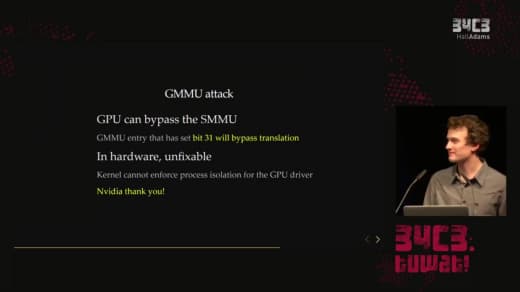 34C3
HallAdams
GMMU attack
GPU can bypass the SMMU
GMMU entry that has set bit 31 will bypass translation
In hardware, unfixable
Kernel cannot enforce process isolation for the GPU driver
Nvidia thank you!
34C3.
tuwat!